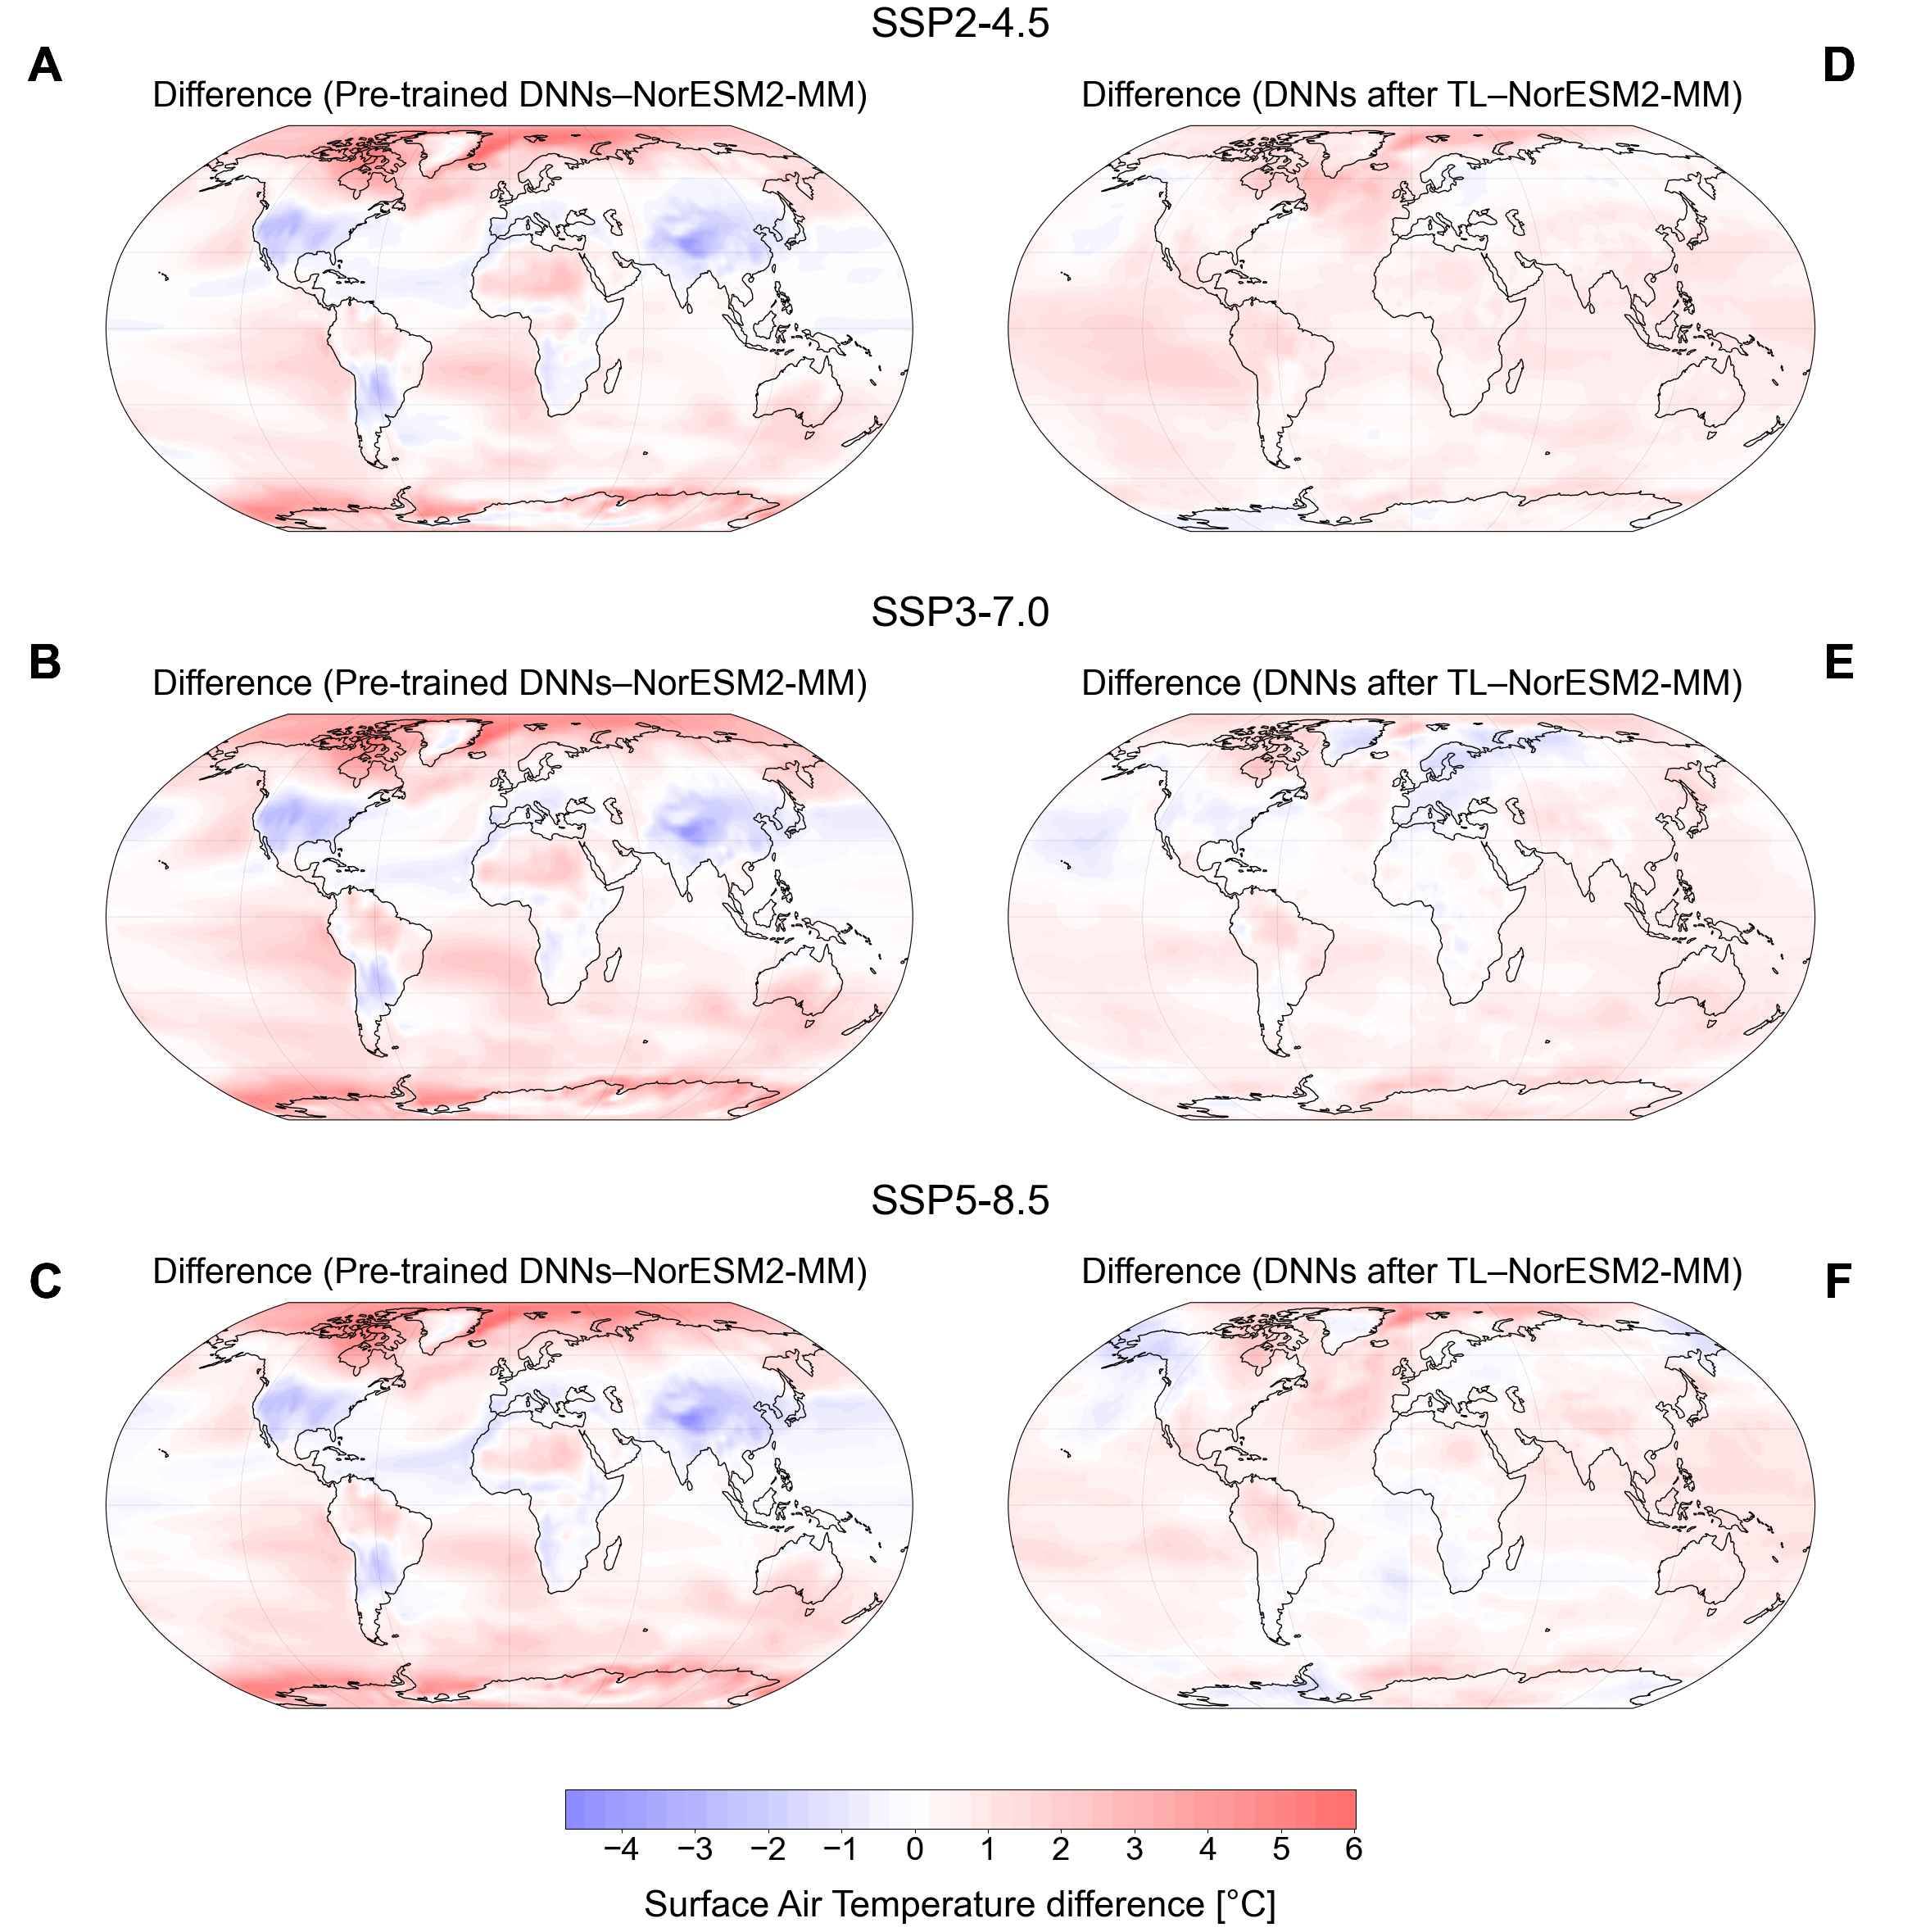 SSP2-4.5
A
D
Difference (Pre-trained DNNs–NorESM2-MM)
Difference (DNNs after TL–NorESM2-MM)
SSP3-7.0
B
E
Difference (Pre-trained DNNs–NorESM2-MM)
Difference (DNNs after TL–NorESM2-MM)
SSP5-8.5
C
F
Difference (Pre-trained DNNs–NorESM2-MM)
Difference (DNNs after TL–NorESM2-MM)
−4 −3 −2 −1 0 1 2 3 4 5 6
Surface Air Temperature difference [°C]